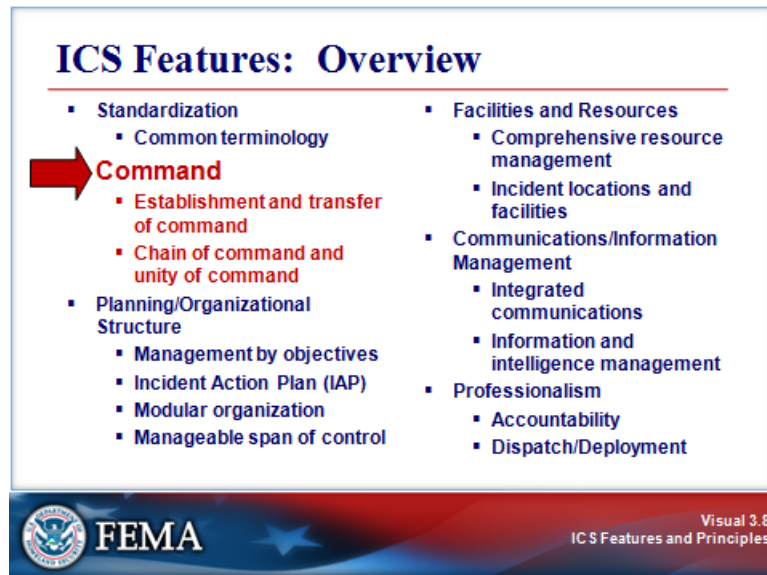 ICS Features: Overview
▪ Standardization
▪ Common terminology
Command
▪ Establishment and transfer
of command
▪ Chain of command and
unity of command
▪ Planning/Organizational
Structure
▪ Management by objectives
▪ Incident Action Plan (IAP)
▪ Modular organization
▪ Manageable span of control
▪ Facilities and Resources
▪ Comprehensive resource
management
▪ Incident locations and
facilities
▪ Communications/Information
Management
▪ Integrated
communications
▪ Information and
intelligence management
▪ Professionalism
▪ Accountability
▪ Dispatch/Deployment
FEMA
Visual 3.8
ICS Features and Principles